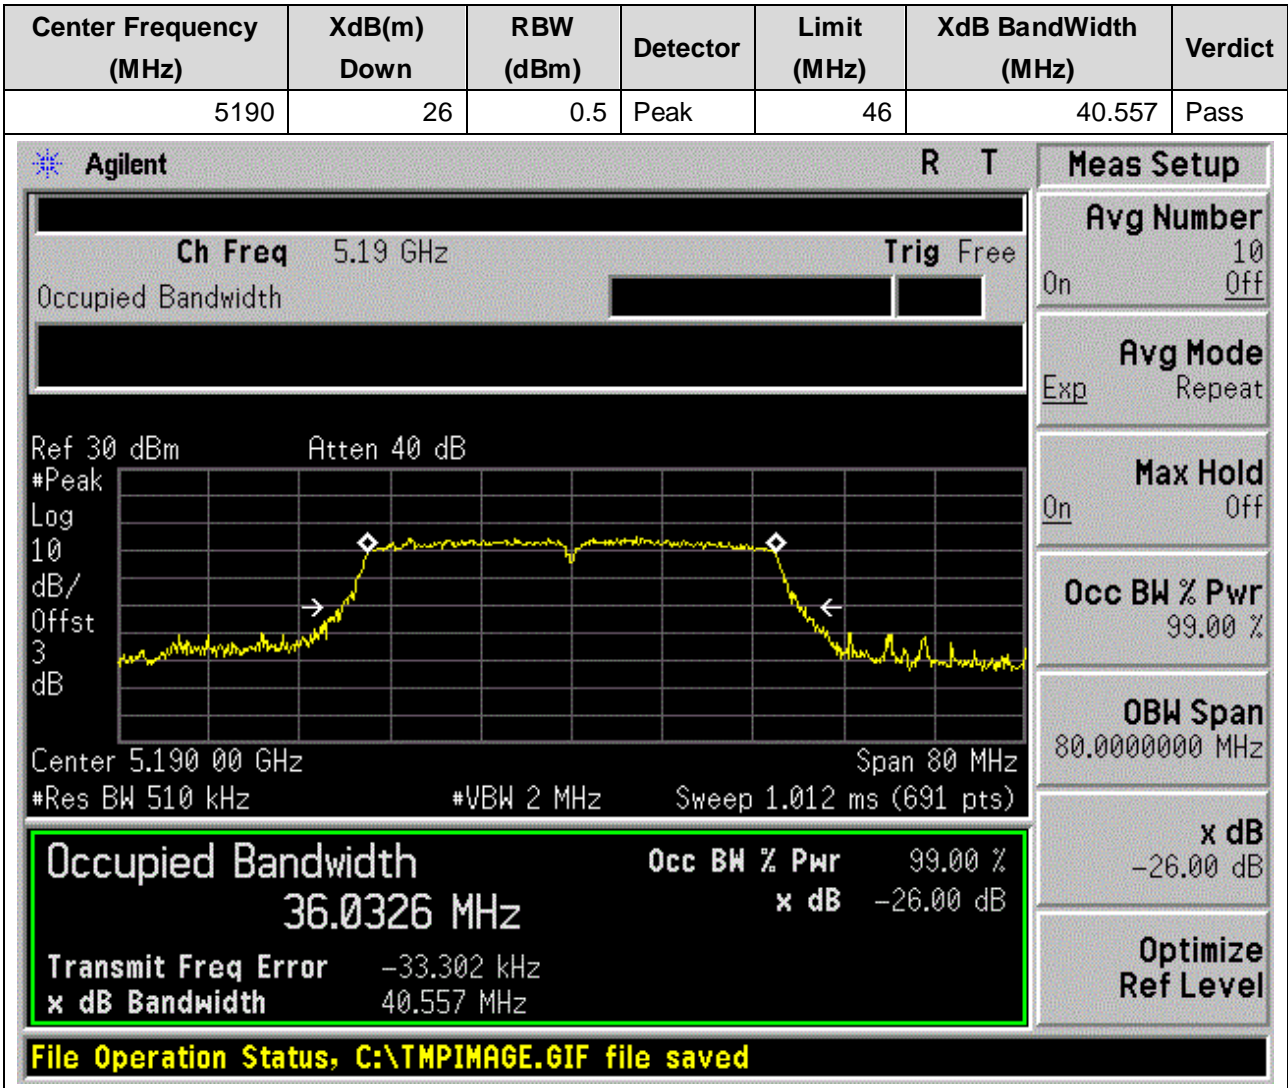 Center Frequency (MHz) XdB(m) Down RBW (dBm) Detector Limit (MHz) XdB BandWidth (MHz) Verdict
5190 26 0.5 Peak 46 40.557 Pass
Agilent R T
Ch Freq 5.19 GHz Trig Free
Occupied Bandwidth
Ref 30 dBm Atten 40 dB
#Peak
Log
10
dB/
Offst
3
dB
Center 5.190 00 GHz Span 80 MHz
#Res BW 510 kHz #VBW 2 MHz Sweep 1.012 ms (691 pts)
Occupied Bandwidth Occ BW % Pwr 99.00 %
36.0326 MHz x dB -26.00 dB
Transmit Freq Error -33.302 kHz
x dB Bandwidth 40.557 MHz
File Operation Status, C:\TMPIMAGE.GIF file saved
Meas Setup
Avg Number
10
On Off
Avg Mode
Exp Repeat
Max Hold
On Off
Occ BW % Pwr
99.00 %
OBW Span
80.0000000 MHz
x dB
-26.00 dB
Optimize
Ref Level